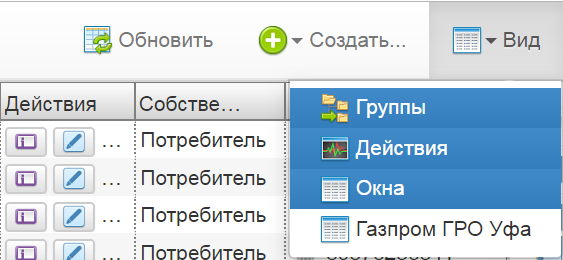 Обновить Создать... Вид
Действия Собстве...
Группы
... Потребитель
Действия
... Потребитель
Окна
... Потребитель
Газпром ГРО Уфа
... Потребитель